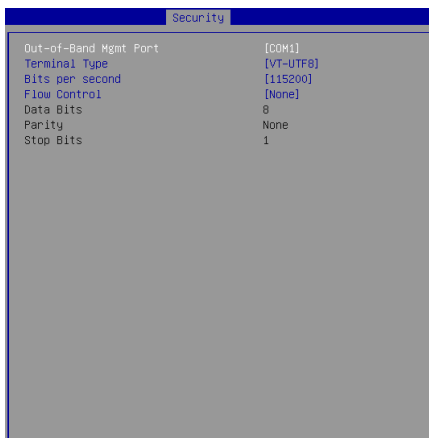 Security
Out-of-Band Mgmt Port [COM1]
Terminal Type [VT-UTF8]
Bits per second [115200]
Flow Control [None]
Data Bits 8
Parity None
Stop Bits 1